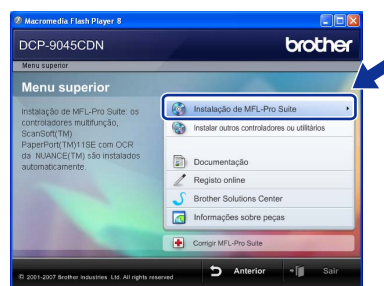 Macromedia Flash Player 8
DCP-9045CDN
brother
Menu superior
Menu superior
Instalação de MFL-Pro Suite: os
controladores multifunção,
ScanSoft(TM)
PaperPort(TM)11SE com OCR
da NUANCE(TM) são instalados
automaticamente.
Instalação de MFL-Pro Suite
Instalar outros controladores ou utilitários
Documentação
Registo online
Brother Solutions Center
Informações sobre peças
Corrigir MFL-Pro Suite
© 2001-2007 Brother Industries Ltd. All rights reserved
Anterior
Sair